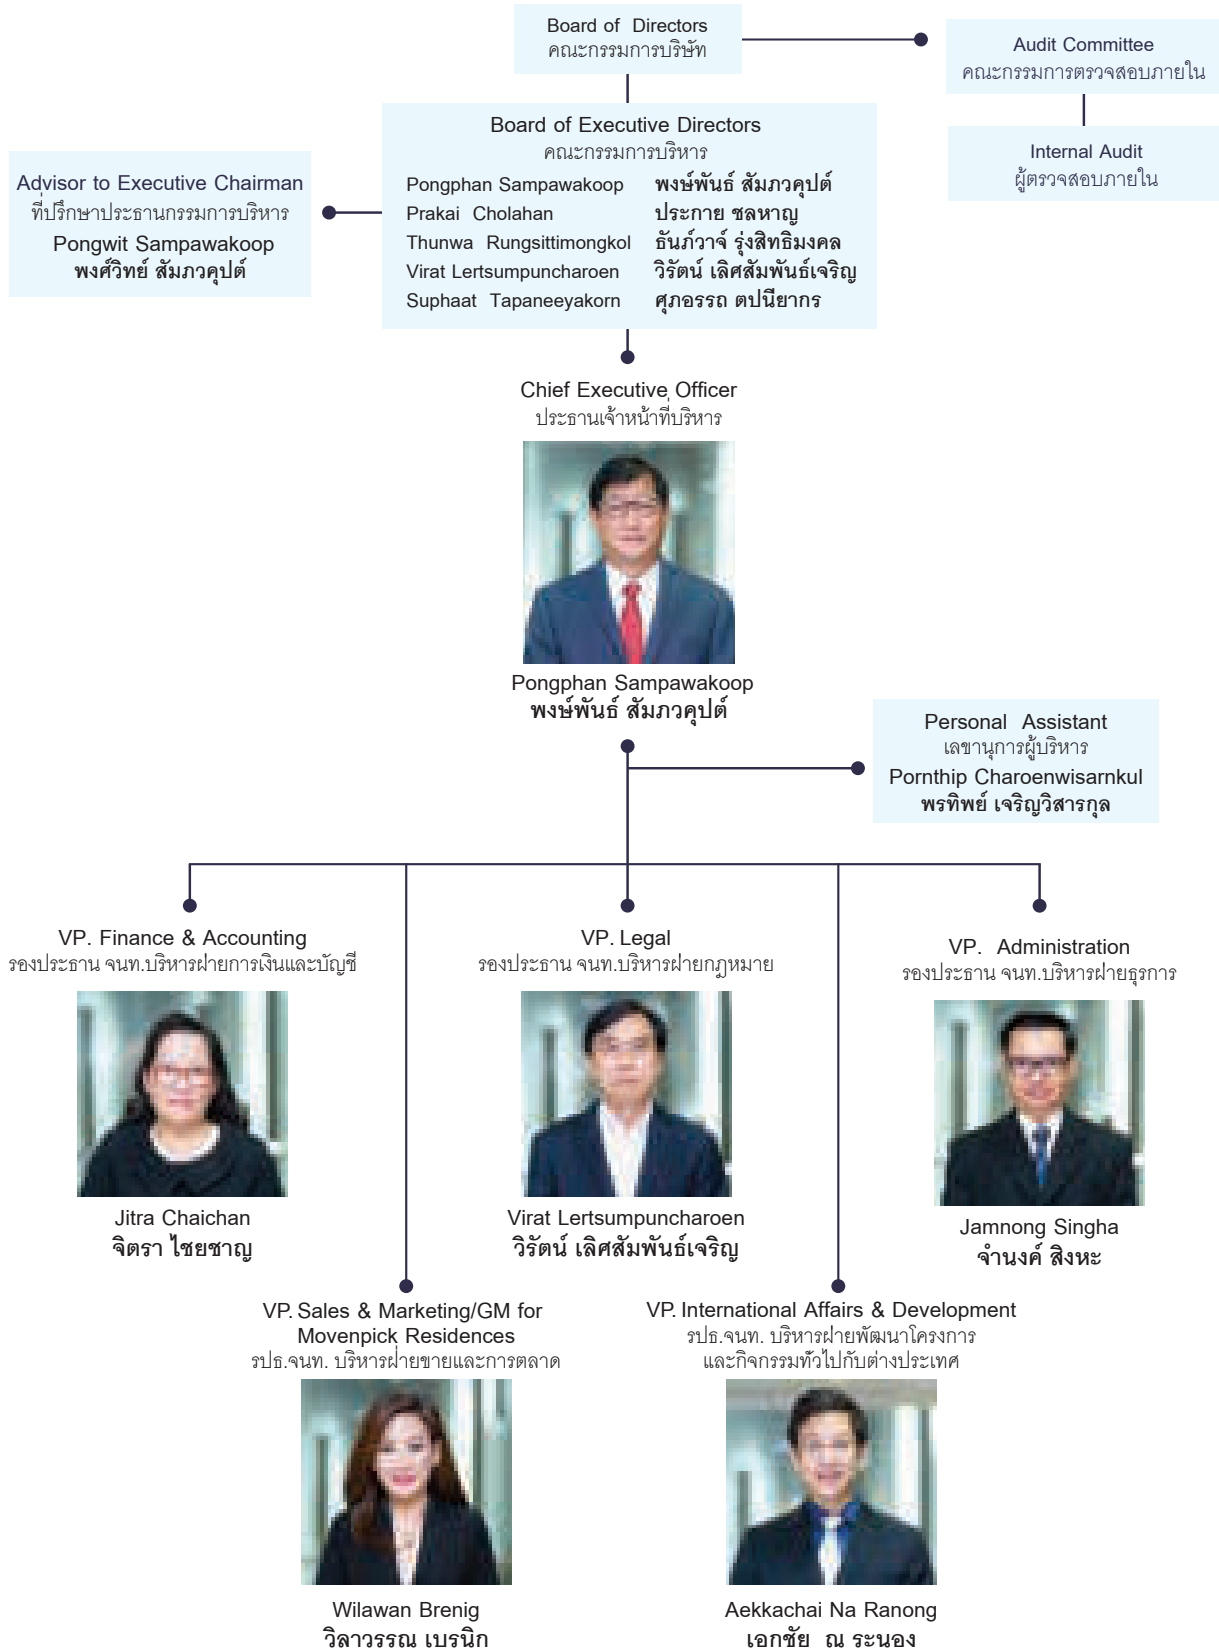 Board of Directors
คณะกรรมการบริษัท
Audit Committee
คณะกรรมการตรวจสอบภายใน
Internal Audit
ผู้ตรวจสอบภายใน
Board of Executive Directors
คณะกรรมการบริหาร
Pongphan Sampawakoop พงษ์พันธ์ สัมภวคุปต์
Prakai Cholahan ประกาย ชลหาญ
Thunwa Rungsittimongkol ธันภ์วาจ์ รุ่งสิทธิมงคล
Virat Lertsumpuncharoen วิรัตน์ เลิศสัมพันธ์เจริญ
Suphaat Tapaneeyakorn ศุภอรรถ ตปนียากร
Advisor to Executive Chairman
ที่ปรึกษาประธานกรรมการบริหาร
Pongwit Sampawakoop
พงศ์วิทย์ สัมภวคุปต์
Chief Executive Officer
ประธานเจ้าหน้าที่บริหาร
Pongphan Sampawakoop
พงษ์พันธ์ สัมภวคุปต์
Personal Assistant
เลขานุการผู้บริหาร
Pornthip Charoenwisarnkul
พรทิพย์ เจริญวิสารกุล
VP. Finance & Accounting
รองประธาน จนท.บริหารฝ่ายการเงินและบัญชี
Jitra Chaichan
จิตรา ไชยชาญ
VP. Legal
รองประธาน จนท.บริหารฝ่ายกฎหมาย
Virat Lertsumpuncharoen
วิรัตน์ เลิศสัมพันธ์เจริญ
VP. Administration
รองประธาน จนท.บริหารฝ่ายธุรการ
Jamnong Singha
จำนงค์ สิงหะ
VP. Sales & Marketing/GM for
Movenpick Residences
รปธ.จนท. บริหารฝ่ายขายและการตลาด
Wilawan Brenig
วิลาวรรณ เบรนิก
VP. International Affairs & Development
รปธ.จนท. บริหารฝ่ายพัฒนาโครงการ
และกิจกรรมทั่วไปกับต่างประเทศ
Aekkachai Na Ranong
เอกชัย ณ ระนอง